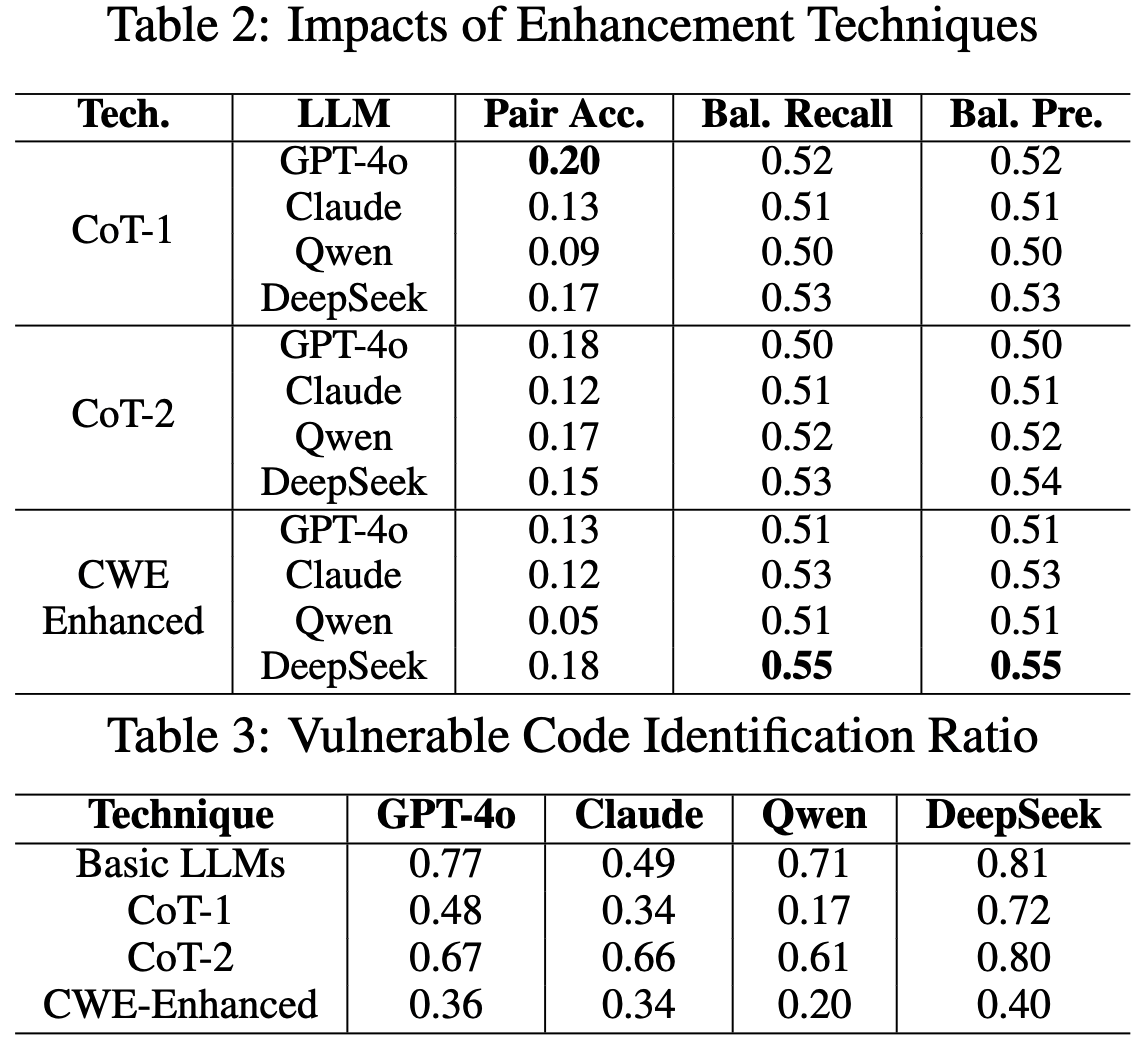 Table 2: Impacts of Enhancement Techniques
Tech. LLM Pair Acc. Bal. Recall Bal. Pre.
CoT-1
GPT-4o 0.20 0.52 0.52
Claude 0.13 0.51 0.51
Qwen 0.09 0.50 0.50
DeepSeek 0.17 0.53 0.53
CoT-2
GPT-4o 0.18 0.50 0.50
Claude 0.12 0.51 0.51
Qwen 0.17 0.52 0.52
DeepSeek 0.15 0.53 0.54
CWE
Enhanced
GPT-4o 0.13 0.51 0.51
Claude 0.12 0.53 0.53
Qwen 0.05 0.51 0.51
DeepSeek 0.18 0.55 0.55
Table 3: Vulnerable Code Identification Ratio
Technique GPT-4o Claude Qwen DeepSeek
Basic LLMs 0.77 0.49 0.71 0.81
CoT-1 0.48 0.34 0.17 0.72
CoT-2 0.67 0.66 0.61 0.80
CWE-Enhanced 0.36 0.34 0.20 0.40